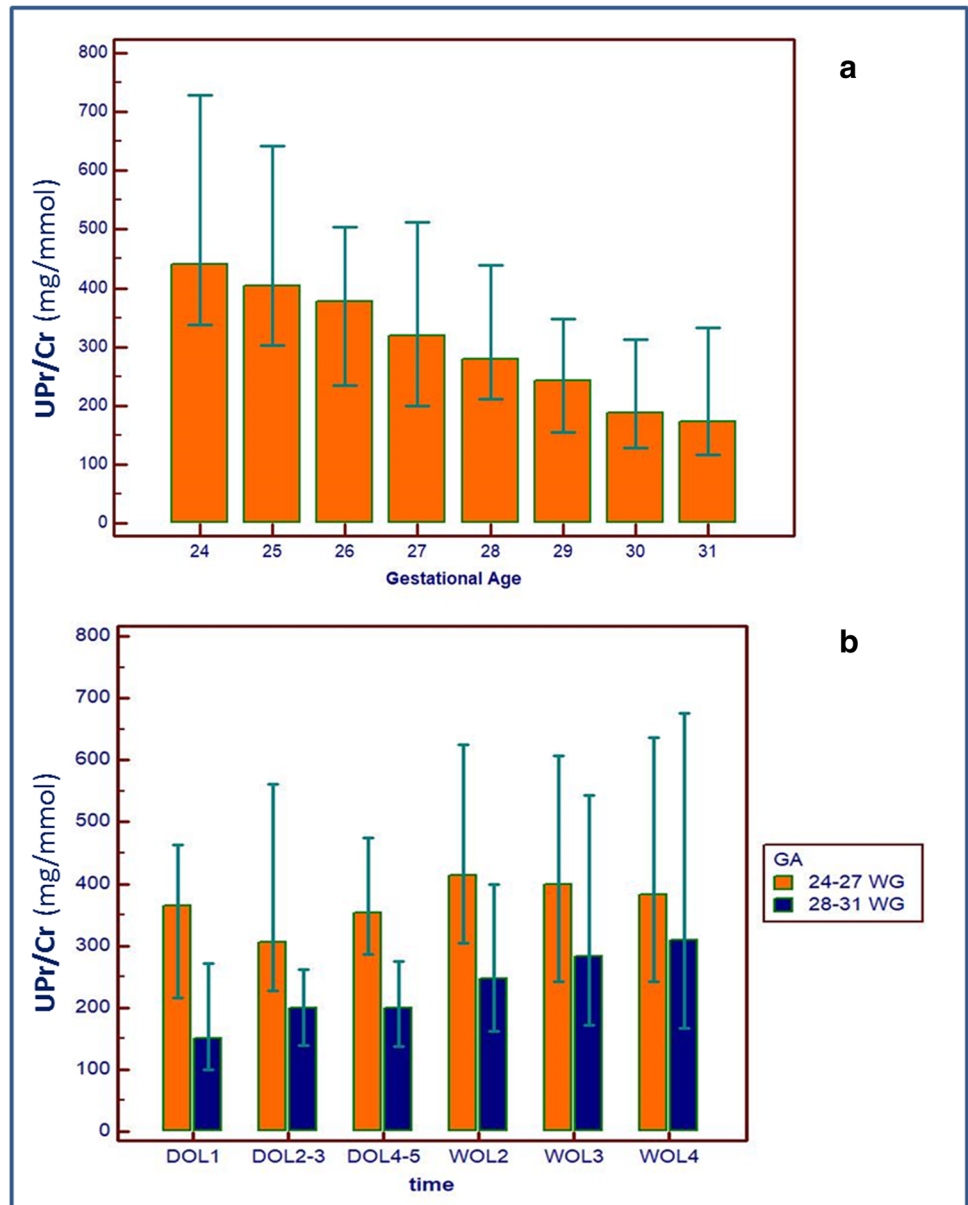 a
800
700
600
500
400
300
200
100
0
UPr/Cr (mg/mmol)
24 25 26 27 28 29 30 31
Gestational Age
b
800
700
600
500
400
300
200
100
0
UPr/Cr (mg/mmol)
DOL1 DOL2-3 DOL4-5 WOL2 WOL3 WOL4
time
GA
24-27 WG
28-31 WG